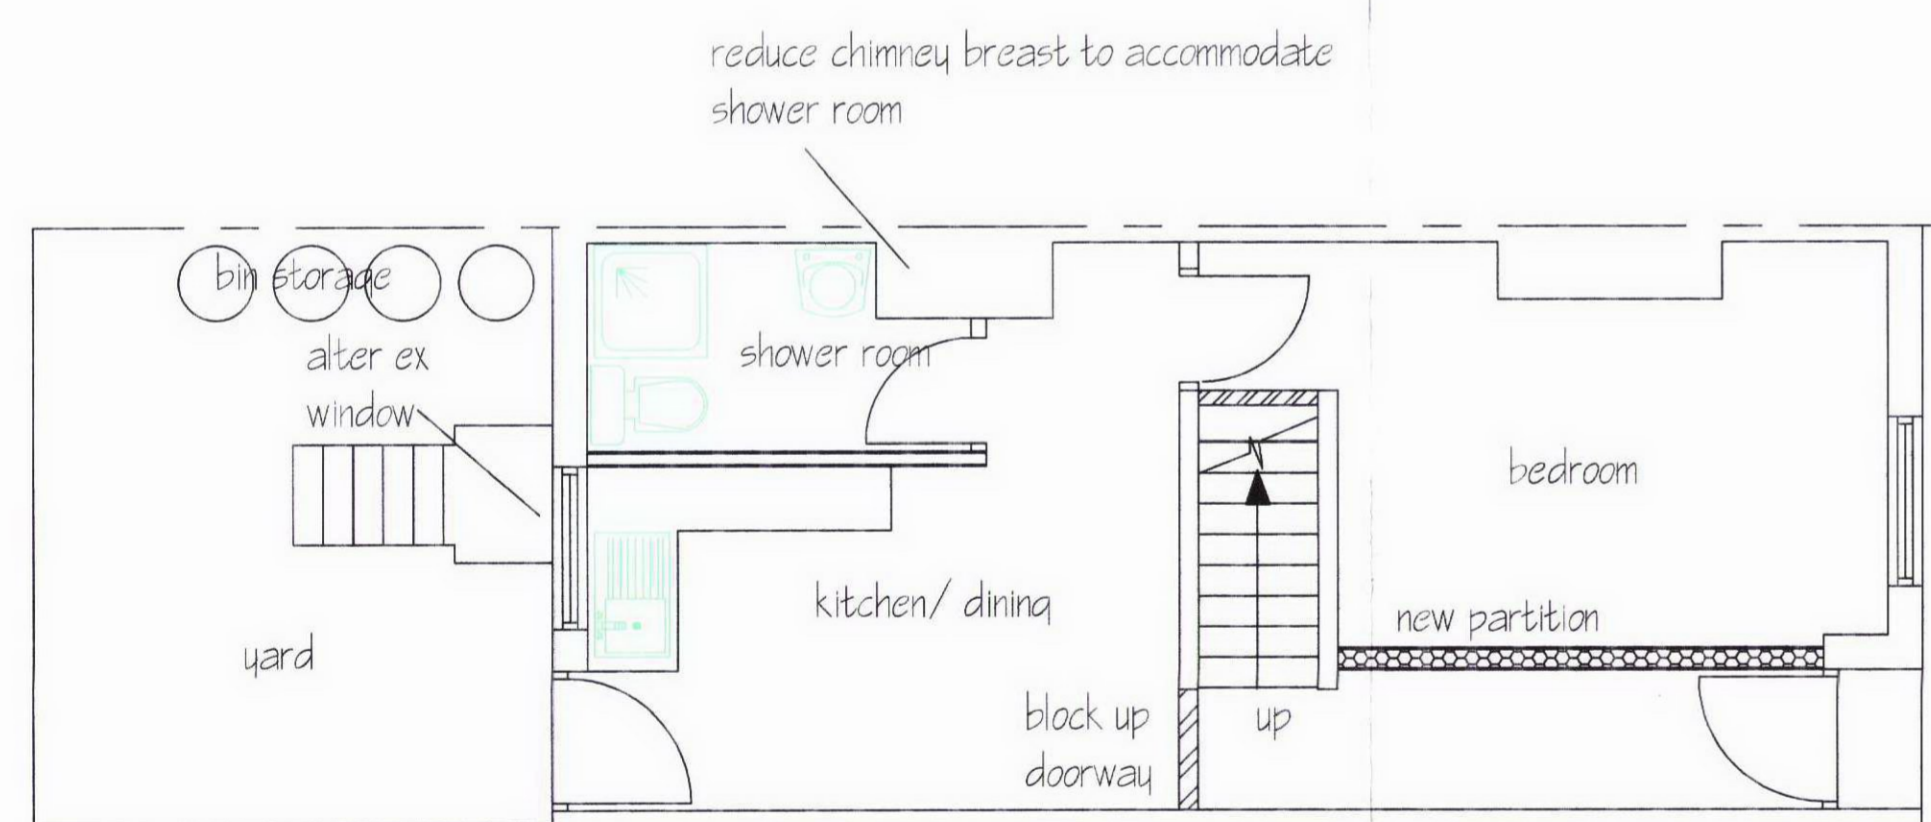 reduce chimney breast to accommodate
shower room
bin storage
alter ex
window
shower room
bedroom
kitchen/ dining
new partition
yard
block up
doorway
up